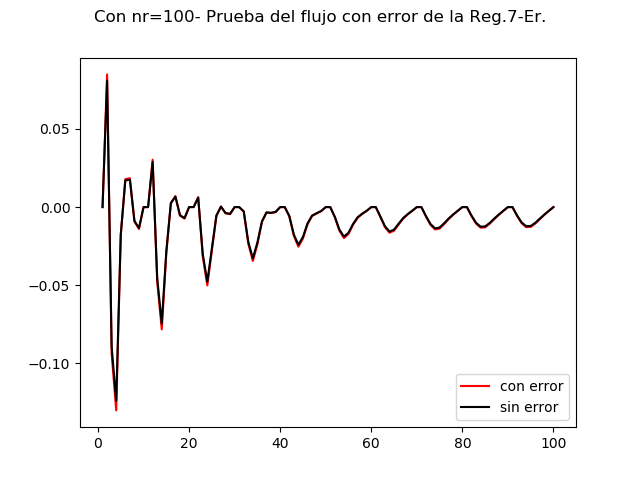 Con nr=100- Prueba del flujo con error de la Reg.7-Er.
0.05
0.00
−0.05
−0.10
con error
sin error
0 20 40 60 80 100